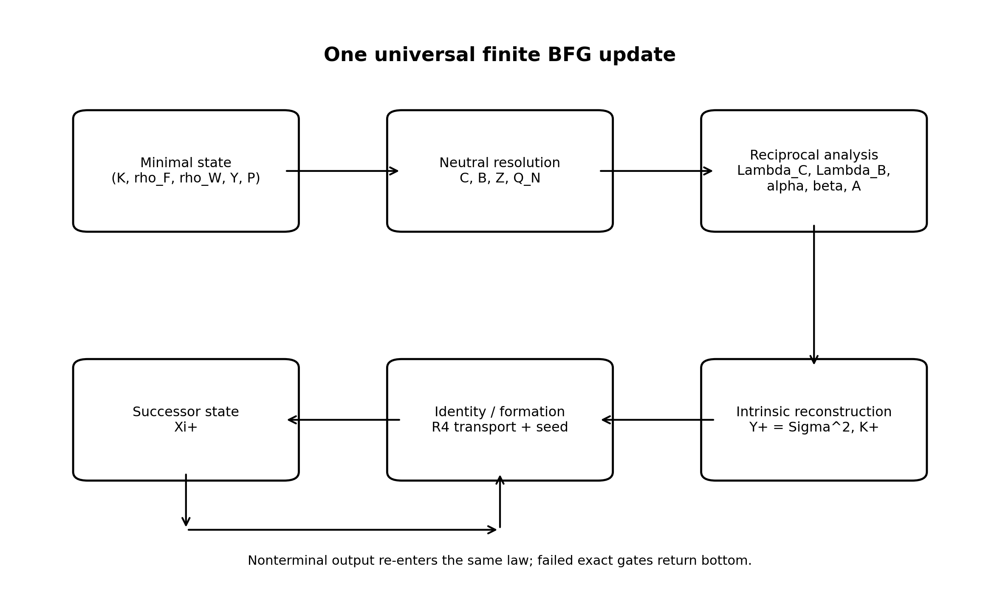 One universal finite BFG update
Minimal state
(K, rho_F, rho_W, Y, P)
Neutral resolution
C, B, Z, Q_N
Reciprocal analysis
Lambda_C, Lambda_B,
alpha, beta, A
Successor state
Xi+
Identity / formation
R4 transport + seed
Intrinsic reconstruction
Y+ = Sigma^2, K+
Nonterminal output re-enters the same law; failed exact gates return bottom.